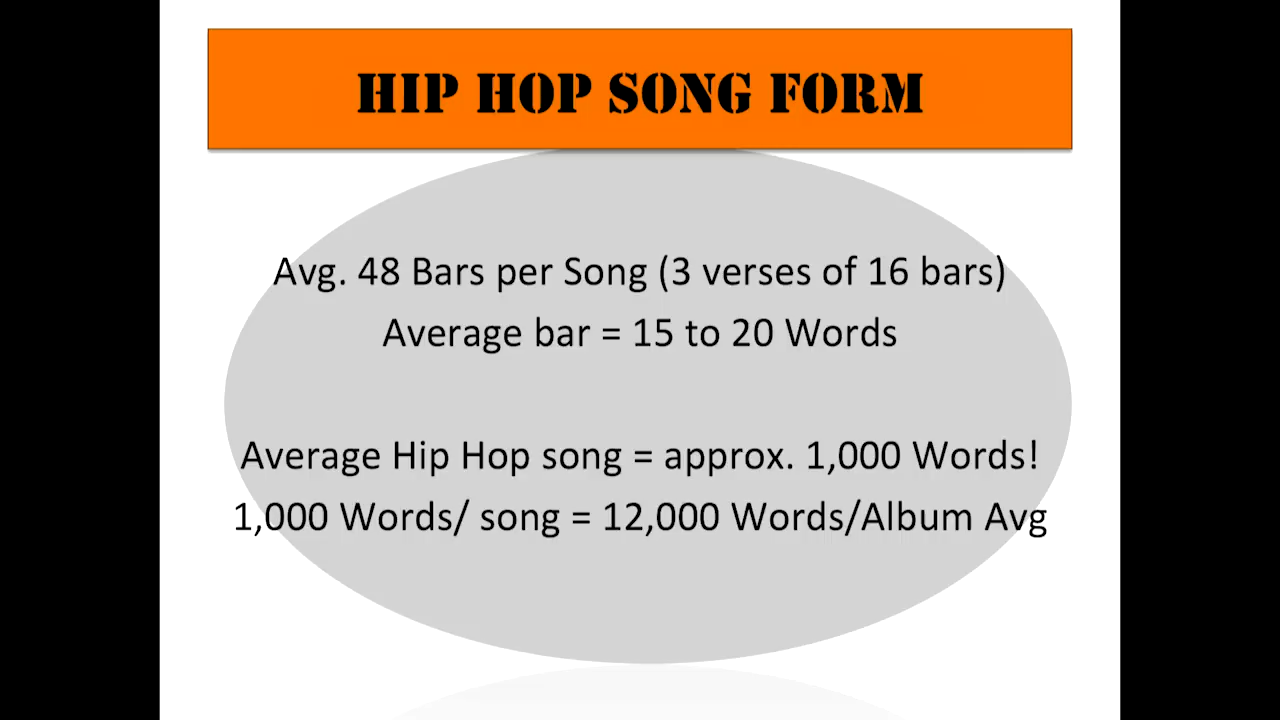 HIP HOP SONG FORM
Avg. 48 Bars per Song (3 verses of 16 bars)
Average bar = 15 to 20 Words
Average Hip Hop song = approx. 1,000 Words!
1,000 Words/ song = 12,000 Words/Album Avg